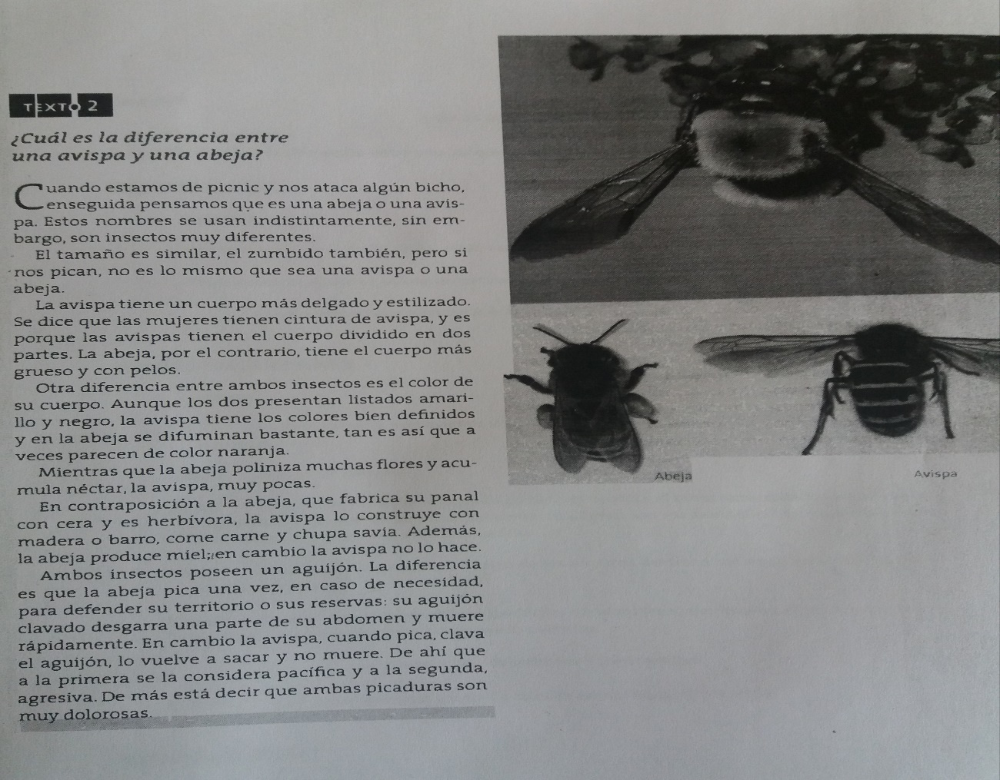 TEXTO 2
¿Cuál es la diferencia entre
una avispa y una abeja?
Cuando estamos de picnic y nos ataca algún bicho,
enseguida pensamos que es una abeja o una avis-
pa. Estos nombres se usan indistintamente, sin em-
bargo, son insectos muy diferentes.
El tamaño es similar, el zumbido también, pero si
nos pican, no es lo mismo que sea una avispa o una
abeja.
La avispa tiene un cuerpo más delgado y estilizado.
Se dice que las mujeres tienen cintura de avispa, y es
porque las avispas tienen el cuerpo dividido en dos
partes. La abeja, por el contrario, tiene el cuerpo más
grueso y con pelos.
Otra diferencia entre ambos insectos es el color de
su cuerpo. Aunque los dos presentan listados amari-
llo y negro, la avispa tiene los colores bien definidos
y en la abeja se difuminan bastante, tan es así que a
veces parecen de color naranja.
Mientras que la abeja poliniza muchas flores y acu-
mula néctar, la avispa, muy pocas.
En contraposición a la abeja, que fabrica su panal
con cera y es herbívora, la avispa lo construye con
madera o barro, come carne y chupa savia. Además,
la abeja produce miel; en cambio la avispa no lo hace.
Ambos insectos poseen un aguijón. La diferencia
es que la abeja pica una vez, en caso de necesidad,
para defender su territorio o sus reservas: su aguijón
clavado desgarra una parte de su abdomen y muere
rápidamente. En cambio la avispa, cuando pica, clava
el aguijón, lo vuelve a sacar y no muere. De ahí que
a la primera se la considera pacífica y a la segunda,
agresiva. De más está decir que ambas picaduras son
muy dolorosas.
Abeja
Avispa